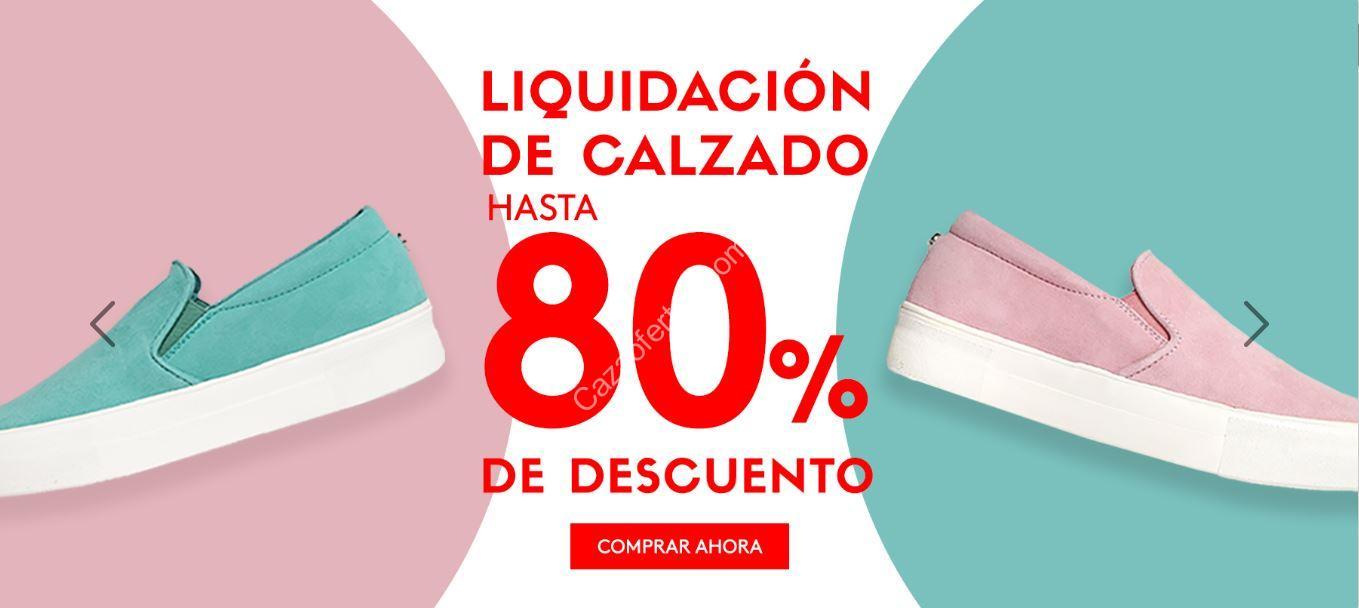 LIQUIDACIÓN
DE CALZADO
HASTA
80%
DE DESCUENTO
COMPRAR AHORA